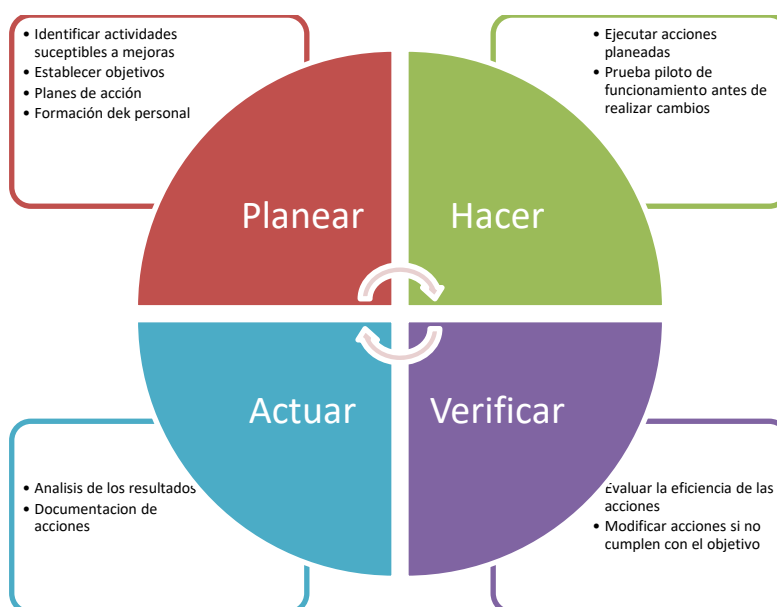 • Identificar actividades
suceptibles a mejoras
• Establecer objetivos
• Planes de acción
• Formación dek personal
• Ejecutar acciones
planeadas
• Prueba piloto de
funcionamiento antes de
realizar cambios
Planear
Hacer
Actuar
Verificar
• Analisis de los resultados
• Documentacion de
acciones
Evaluar la eficiencia de las
acciones
• Modificar acciones si no
cumplen con el objetivo